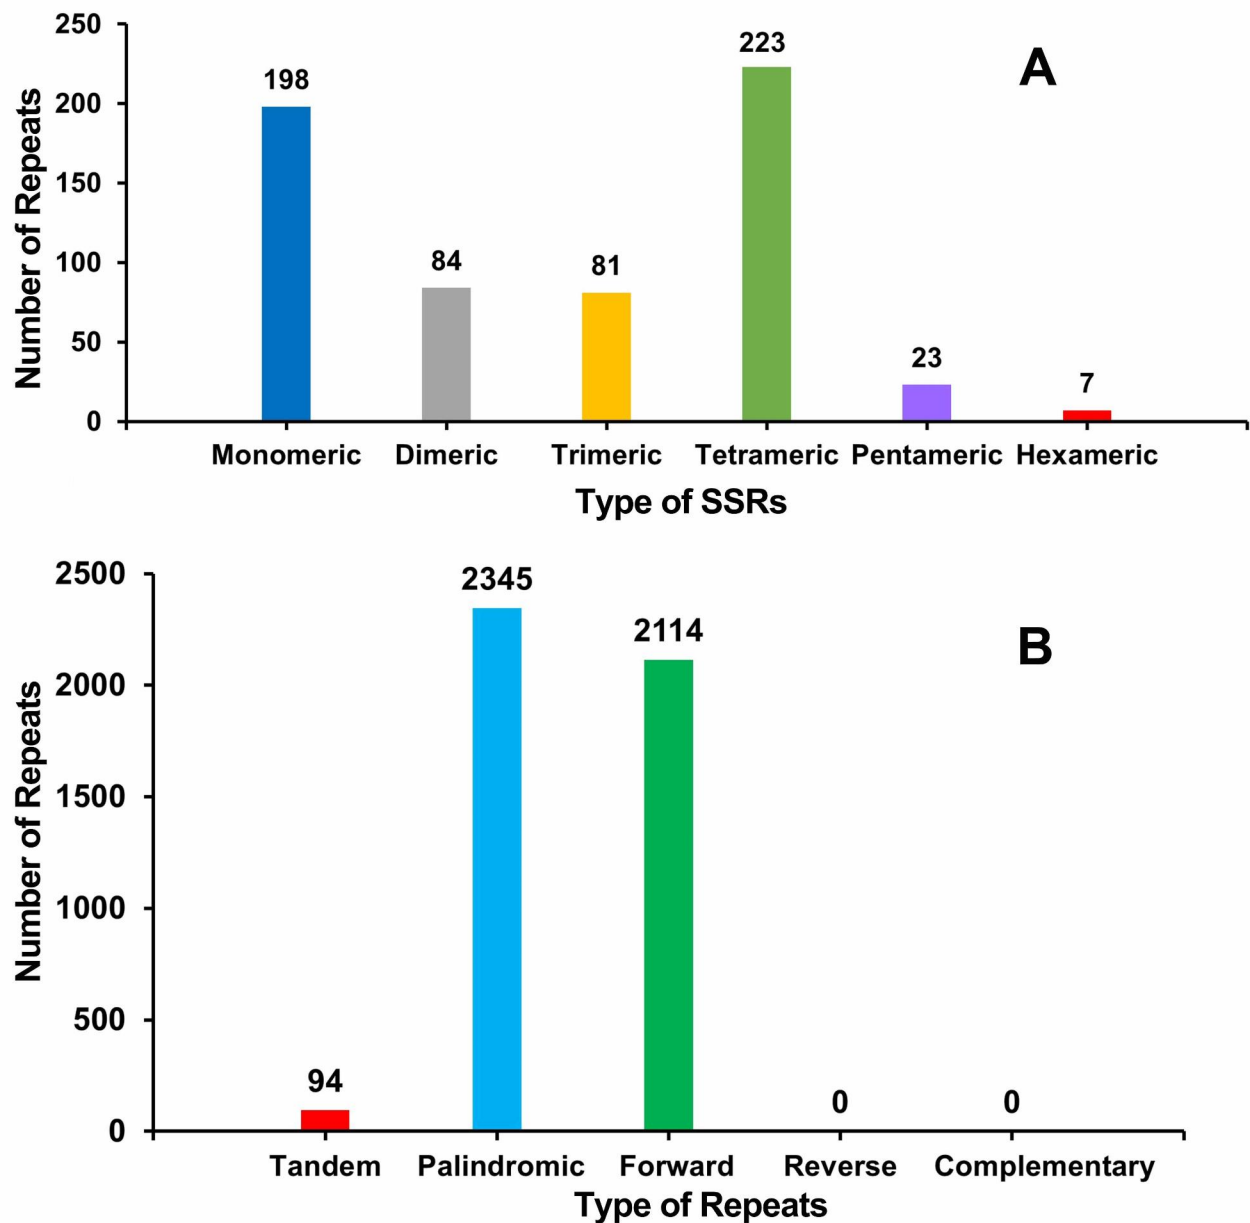 A
Number of Repeats
250
200
150
100
50
0
198
84
81
223
23
7
Monomeric Dimeric Trimeric Tetrameric Pentameric Hexameric
Type of SSRs
B
Number of Repeats
2500
2000
1500
1000
500
0
94
2345
2114
0
0
Tandem Palindromic Forward Reverse Complementary
Type of Repeats